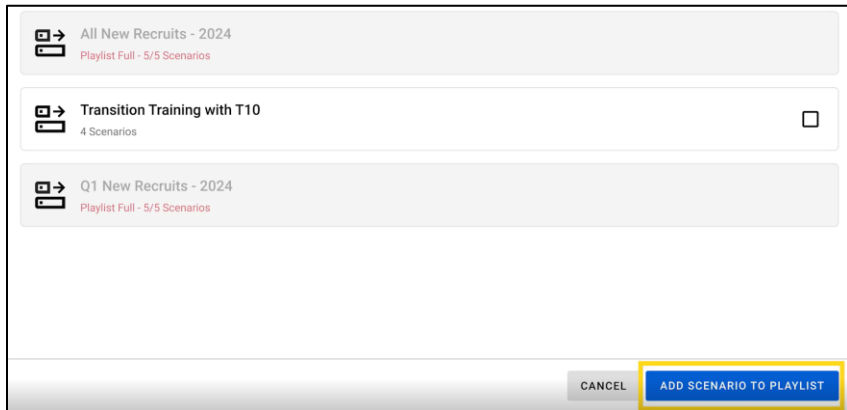 All New Recruits - 2024
Playlist Full - 5/5 Scenarios
Transition Training with T10
4 Scenarios
Q1 New Recruits - 2024
Playlist Full - 5/5 Scenarios
CANCEL
ADD SCENARIO TO PLAYLIST